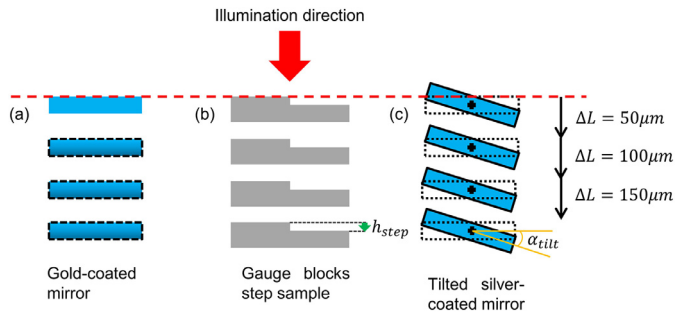 Illumination direction
(a)
(b)
(c)
ΔL = 50μm
ΔL = 100μm
ΔL = 150μm
h_step
α_tilt
Gold-coated
mirror
Gauge blocks
step sample
Tilted silver-
coated mirror